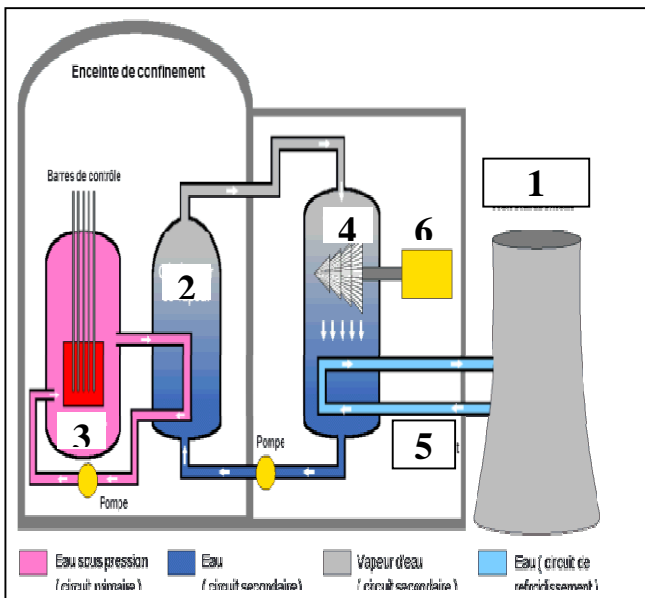 Enceinte de confinement
Barres de contrôle
1
4
6
2
3
5
Pompe
Pompe
Eau sous pression
( circuit primaire )
Eau
( circuit secondaire )
Vapeur d'eau
( circuit secondaire )
Eau ( circuit de
refroidissement )